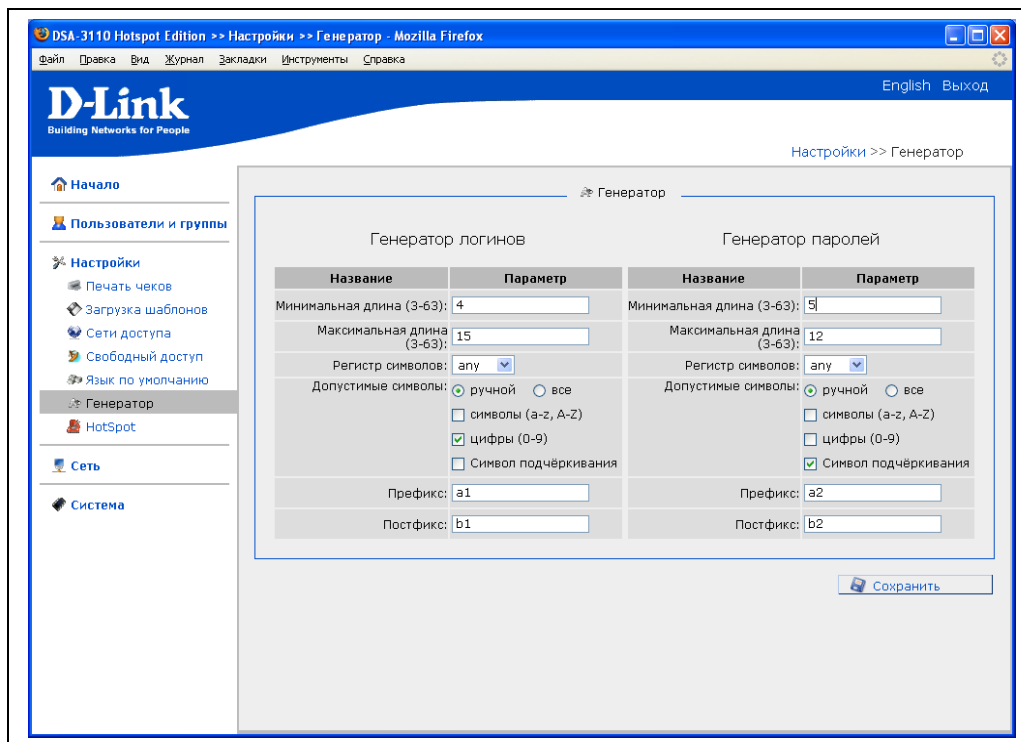 DSA-3110 Hotspot Edition >> Настройки >> Генератор - Mozilla Firefox
Файл Правка Вид Журнал Закладки Инструменты Справка
English Выход
D-Link
Building Networks for People
Настройки >> Генератор
Начало
Пользователи и группы
Настройки
Печать чеков
Загрузка шаблонов
Сети доступа
Свободный доступ
Язык по умолчанию
Генератор
HotSpot
Сеть
Система
Генератор
Генератор логинов
Название Параметр
Минимальная длина (3-63): 4
Максимальная длина
(3-63): 15
Регистр символов: any
Допустимые символы: ручной все
символы (a-z, A-Z)
цифры (0-9)
Символ подчёркивания
Префикс: a1
Постфикс: b1
Генератор паролей
Название Параметр
Минимальная длина (3-63): 5
Максимальная длина
(3-63): 12
Регистр символов: any
Допустимые символы: ручной все
символы (a-z, A-Z)
цифры (0-9)
Символ подчёркивания
Префикс: a2
Постфикс: b2
Сохранить